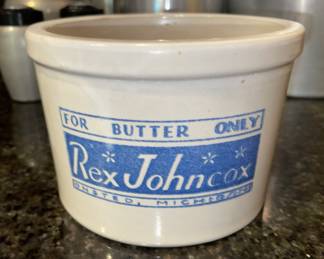 FOR BUTTER ONLY
Rex Johncox
ONSTED, MICHIGAN